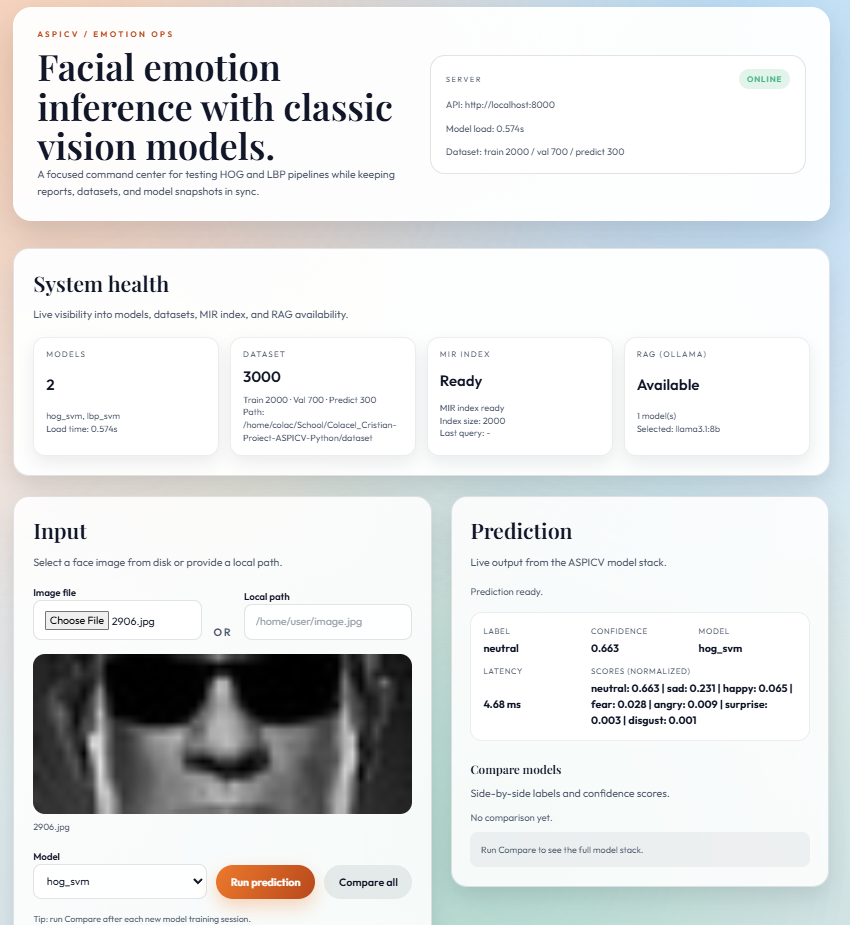 ASPICV / EMOTION OPS
Facial emotion
inference with classic
vision models.
A focused command center for testing HOG and LBP pipelines while keeping
reports, datasets, and model snapshots in sync.
SERVER
ONLINE
API: http://localhost:8000
Model load: 0.574s
Dataset: train 2000 / val 700 / predict 300
System health
Live visibility into models, datasets, MIR index, and RAG availability.
MODELS
2
hog_svm, lbp_svm
Load time: 0.574s
DATASET
3000
Train 2000 · Val 700 · Predict 300
Path:
/home/colac/School/Colacel_Cristian-
Proiect-ASPICV-Python/dataset
MIR INDEX
Ready
MIR index ready
Index size: 2000
Last query: -
RAG (OLLAMA)
Available
1 model(s)
Selected: llama3.1:8b
Input
Select a face image from disk or provide a local path.
Image file
Choose File 2906.jpg
OR
Local path
/home/user/image.jpg
2906.jpg
Model
hog_svm
Run prediction
Compare all
Tip: run Compare after each new model training session.
Prediction
Live output from the ASPICV model stack.
Prediction ready.
LABEL
neutral
CONFIDENCE
0.663
MODEL
hog_svm
LATENCY
4.68 ms
SCORES (NORMALIZED)
neutral: 0.663 | sad: 0.231 | happy: 0.065 |
fear: 0.028 | angry: 0.009 | surprise:
0.003 | disgust: 0.001
Compare models
Side-by-side labels and confidence scores.
No comparison yet.
Run Compare to see the full model stack.